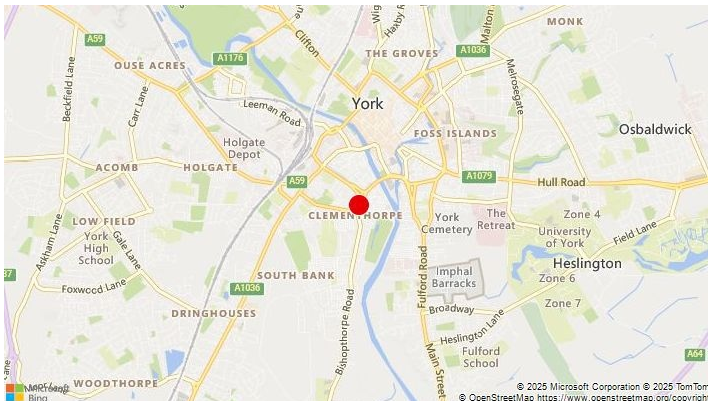 Wig
Haxby Rd
Malton
MONK
A59
Clifton
THE GROVES
A1036
OUSE ACRES
A1176
Beckfield Lane
Carr Lane
Leeman Road
York
Melrosegate
FOSS ISLANDS
Osbaldwick
Holgate
Depot
ACOMB
HOLGATE
A59
A1079
Hull Road
CLEMENTHORPE
LOW FIELD
York
High
School
Askham Lane
Gale Lane
York
Cemetery
The
Retreat
Zone 4
University
of York
Field Lane
Heslington
Zone 6
Zone 7
SOUTH BANK
Imphal
Barracks
Fulford Road
Foxwood Lane
A1036
DRINGHOUSES
Bishopthorpe Road
Broadway
Heslington Lane
Main Street
Fulford
School
A64
WOODTHORPE
Microsoft
Bing
© 2025 Microsoft Corporation © 2025 TomTom
© OpenStreetMap https://www.openstreetmap.org/copyright